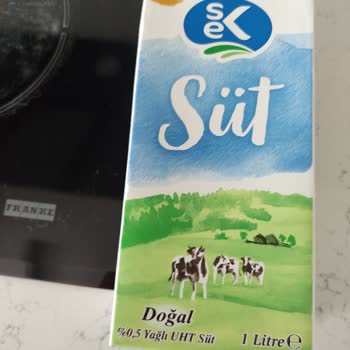 SEK
Süt
FRANKE
Doğal
%0,5 Yağlı UHT Süt
1 Litre ℮